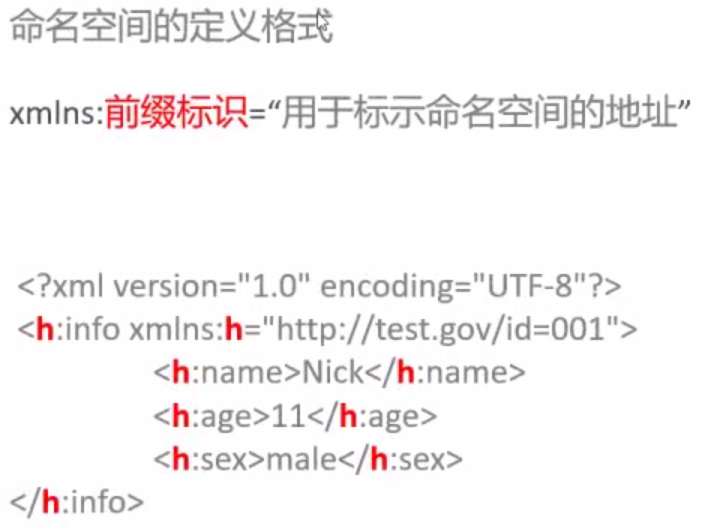 命名空间的定义格式
xmlns:前缀标识=“用于标示命名空间的地址”
<?xml version="1.0" encoding="UTF-8"?>
<h:info xmlns:h="http://test.gov/id=001">
<h:name>Nick</h:name>
<h:age>11</h:age>
<h:sex>male</h:sex>
</h:info>